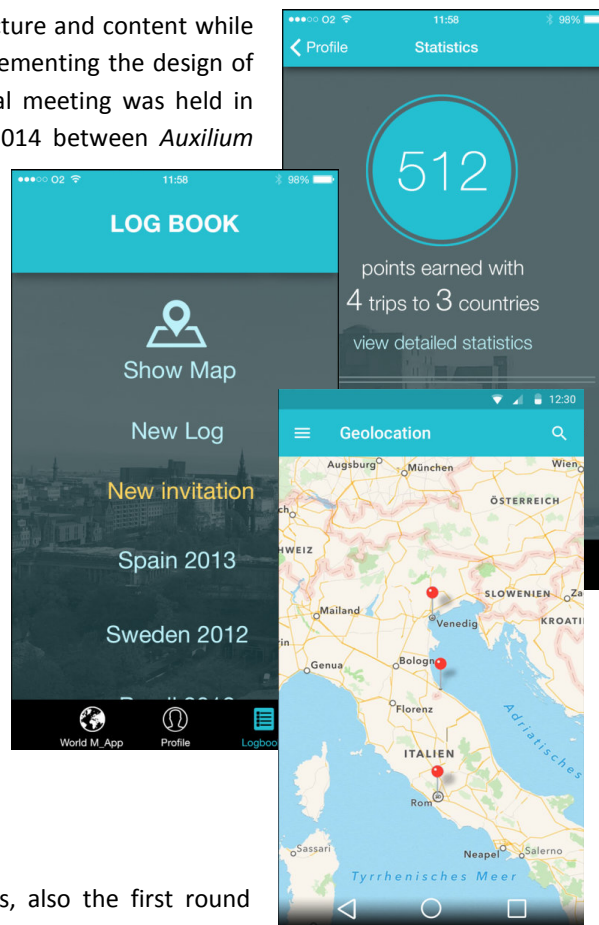 cture and content while
ementing the design of
al meeting was held in
014 between Auxilium
O2 11:58 98%
Profile Statistics
512
points earned with
4 trips to 3 countries
view detailed statistics
O2 11:58 98%
LOG BOOK
Show Map
New Log
New invitation
Spain 2013
Sweden 2012
World M_App Profile Logboo
12:30
Geolocation
Augsburg München Wien
ÖSTERREICH
HWEIZ
SLOWENIEN Za
Mailand Venedig KROATI
Genua Bologn
Florenz
Adriatisches
ITALIEN
Rom
Sassari Neapel Salerno
Tyrrhenisches Meer
s, also the first round